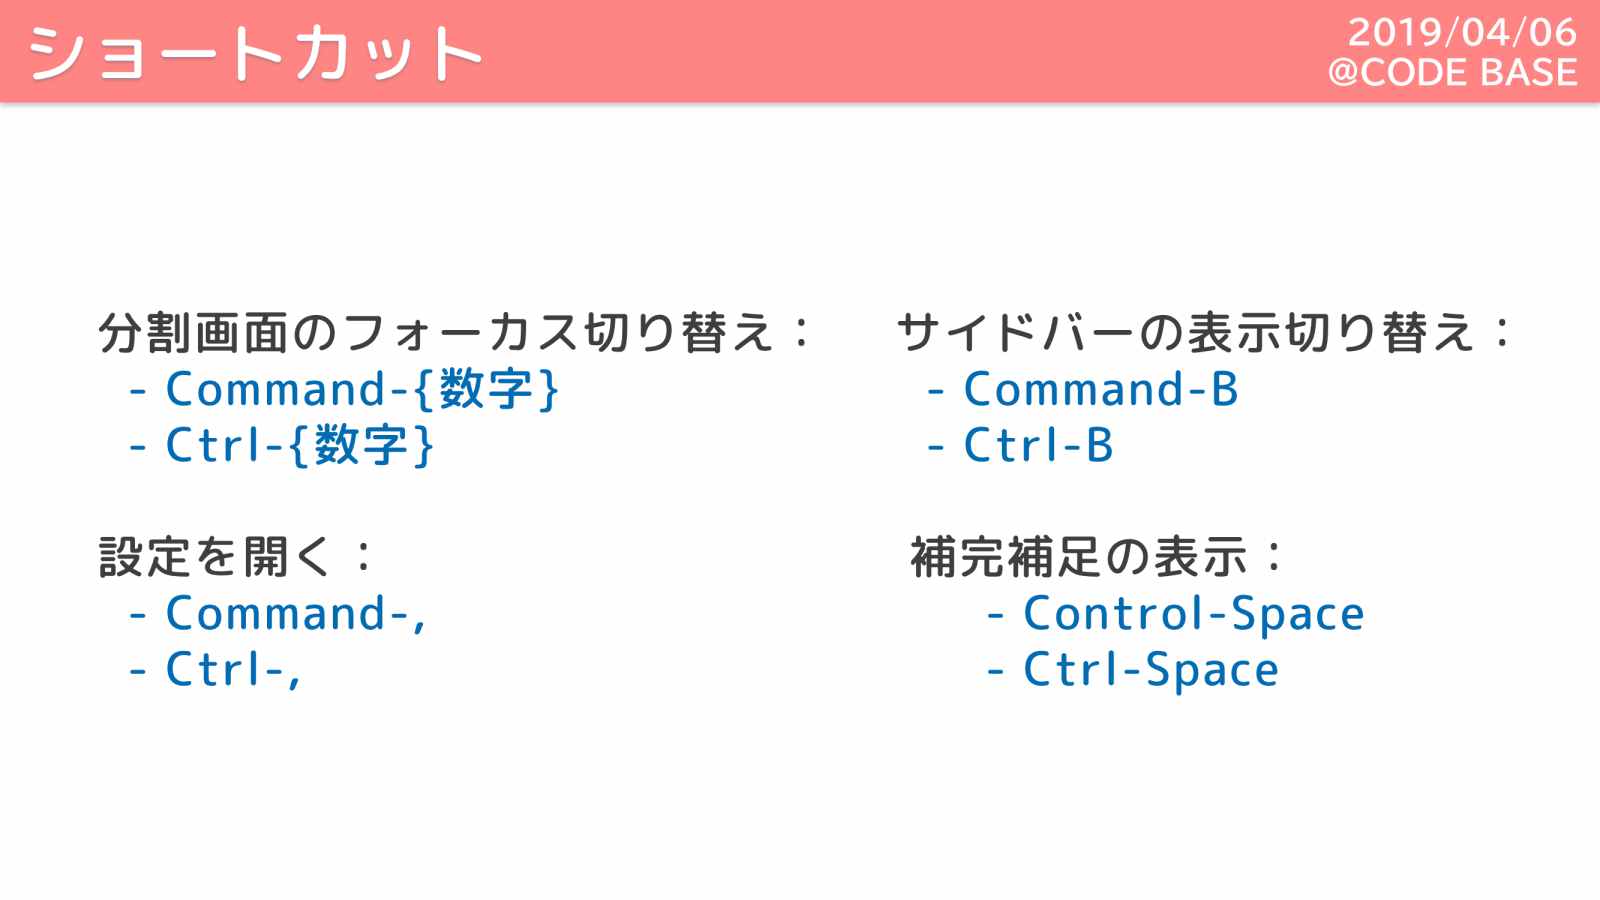 ショートカット
2019/04/06
@CODE BASE
分割画面のフォーカス切り替え：
- Command-{数字}
- Ctrl-{数字}
設定を開く：
- Command-,
- Ctrl-,
サイドバーの表示切り替え：
- Command-B
- Ctrl-B
補完補足の表示：
- Control-Space
- Ctrl-Space